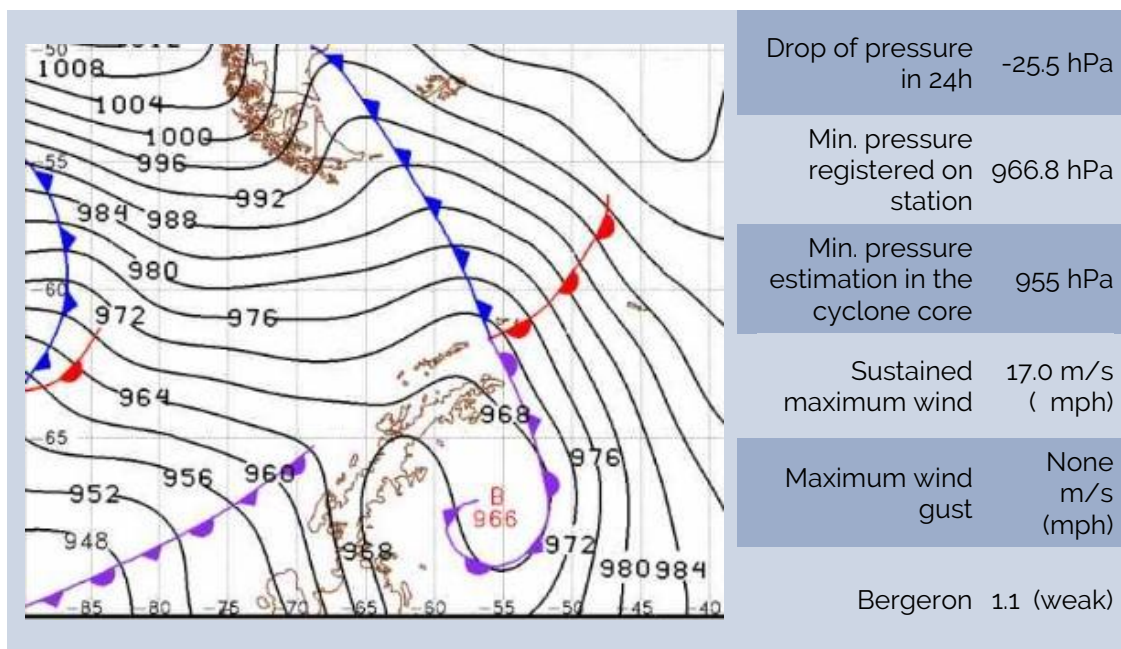 -50
1008
1004
1000
996
-55
992
984
988
980
-60
972
976
964
968
-65
976
956
960
952
B
966
948
968
972
980 984
-85 -80 -75 -70 -65 -60 -55 -50 -45 -40
Drop of pressure
in 24h
-25.5 hPa
Min. pressure
registered on
station
966.8 hPa
Min. pressure
estimation in the
cyclone core
955 hPa
Sustained
maximum wind
17.0 m/s
( mph)
Maximum wind
gust
None
m/s
(mph)
Bergeron
1.1 (weak)